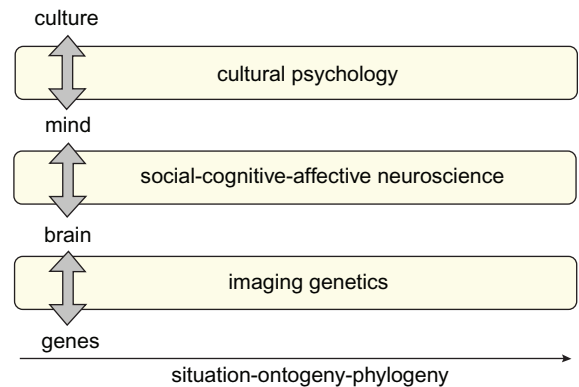 culture
cultural psychology
mind
social-cognitive-affective neuroscience
brain
imaging genetics
genes
situation-ontogeny-phylogeny